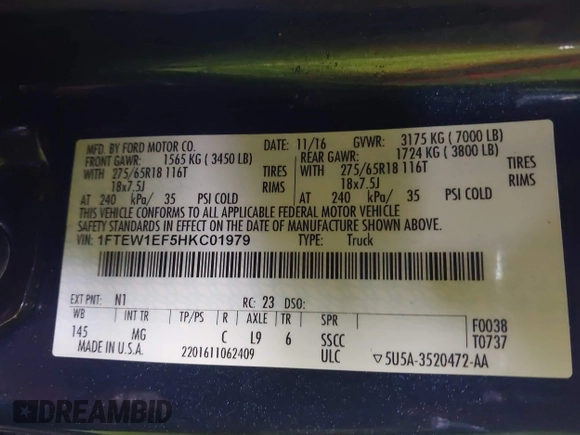 MFD. BY FORD MOTOR CO.
DATE: 11/16 GVWR: 3175 KG ( 7000 LB)
FRONT GAWR: 1565 KG ( 3450 LB)
REAR GAWR: 1724 KG ( 3800 LB)
WITH 275/65R18 116T TIRES
WITH 275/65R18 116T TIRES
18x7.5J RIMS
18x7.5J RIMS
AT 240 kPa/ 35 PSI COLD
AT 240 kPa/ 35 PSI COLD
THIS VEHICLE CONFORMS TO ALL APPLICABLE FEDERAL MOTOR VEHICLE
SAFETY STANDARDS IN EFFECT ON THE DATE OF MANUFACTURE SHOWN ABOVE.
VIN: 1FTEW1EF5HKC01979 TYPE: Truck
EXT PNT: N1 RC: 23 DSO:
WB INT TR TP/PS R AXLE TR SPR
F0038
145 MG C L9 6 SSCC
T0737
MADE IN U.S.A. 2201611062409 ULC 5U5A-3520472-AA
DREAMBID